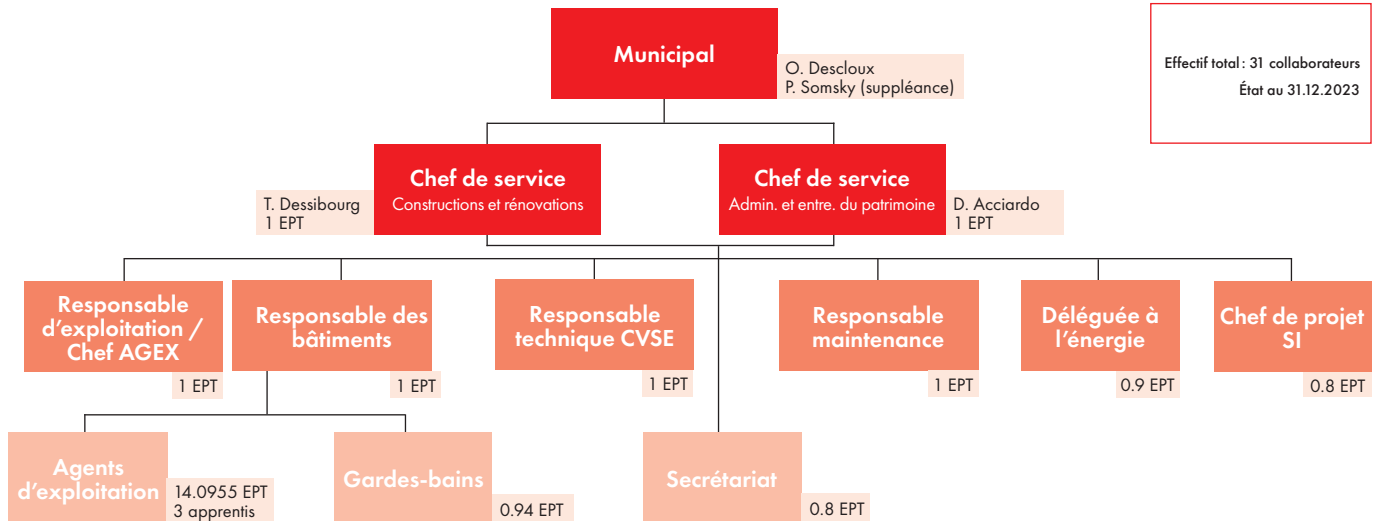 Municipal
O. Descloux
P. Somsky (suppléance)
Effectif total : 31 collaborateurs
État au 31.12.2023
Chef de service
Constructions et rénovations
T. Dessibourg
1 EPT
Chef de service
Admin. et entre. du patrimoine
D. Acciardo
1 EPT
Responsable
d'exploitation /
Chef AGEX
1 EPT
Responsable des
bâtiments
1 EPT
Responsable
technique CVSE
1 EPT
Responsable
maintenance
1 EPT
Déléguée à
l'énergie
0.9 EPT
Chef de projet
SI
0.8 EPT
Agents
d'exploitation
14.0955 EPT
3 apprentis
Gardes-bains
0.94 EPT
Secrétariat
0.8 EPT